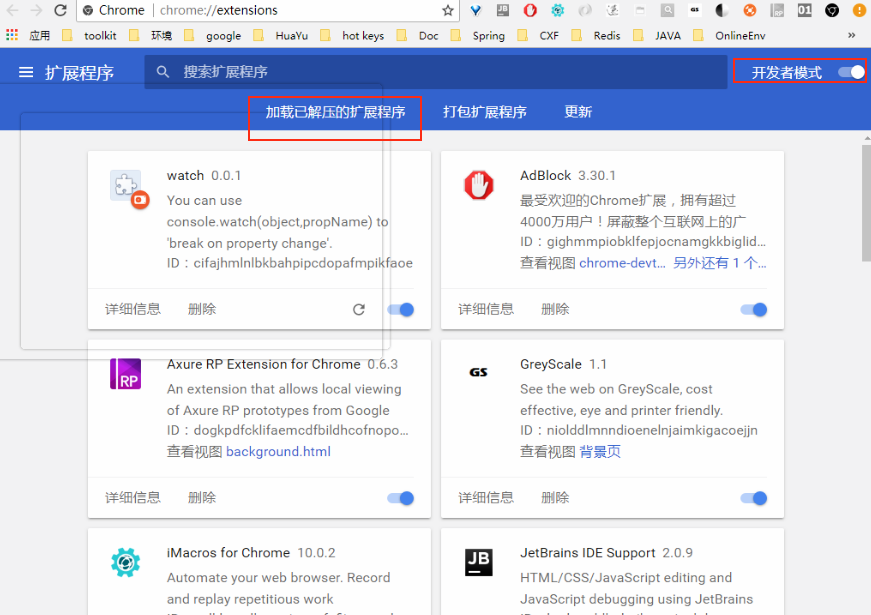 Chrome | chrome://extensions
应用 toolkit 环境 google HuaYu hot keys Doc Spring CXF Redis JAVA OnlineEnv »
扩展程序 搜索扩展程序 开发者模式
加载已解压的扩展程序 打包扩展程序 更新
watch 0.0.1
You can use
console.watch(object,propName) to
'break on property change'.
ID：cifajhmlnlbkbahpipcdopafmpikfaoe
详细信息 删除
AdBlock 3.30.1
最受欢迎的Chrome扩展，拥有超过
4000万用户！屏蔽整个互联网上的广
ID：gighmmpiobklfepjocnamgkkbiglid...
查看视图 chrome-devt... 另外还有 1 个...
详细信息 删除
Axure RP Extension for Chrome 0.6.3
An extension that allows local viewing
of Axure RP prototypes from Google
ID：dogkpdfcklifaemcdfbildhcofnopo...
查看视图 background.html
详细信息 删除
RP
GreyScale 1.1
See the web on GreyScale, cost
effective, eye and printer friendly.
ID：niolddlmnndioenelnjaimkigacoejjn
查看视图 背景页
详细信息 删除
GS
iMacros for Chrome 10.0.2
Automate your web browser. Record
and replay repetitious work
JB
JetBrains IDE Support 2.0.9
HTML/CSS/JavaScript editing and
JavaScript debugging using JetBrains